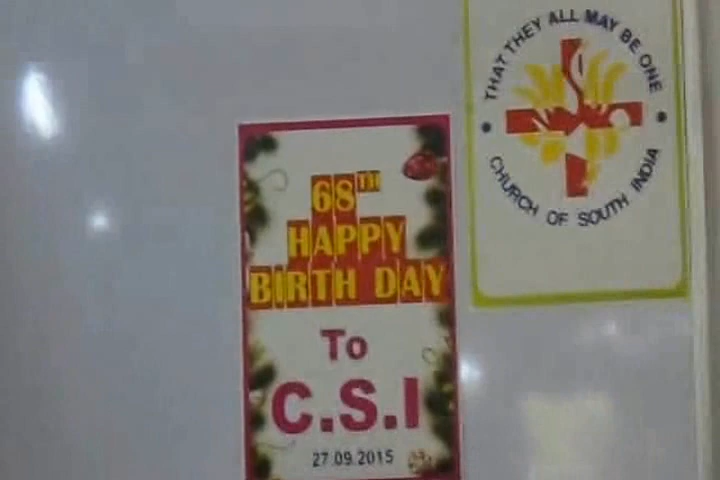 THAT THEY ALL MAY BE ONE
CHURCH OF SOUTH INDIA
68TH
HAPPY
BIRTH DAY
To
C.S.I
27.09.2015